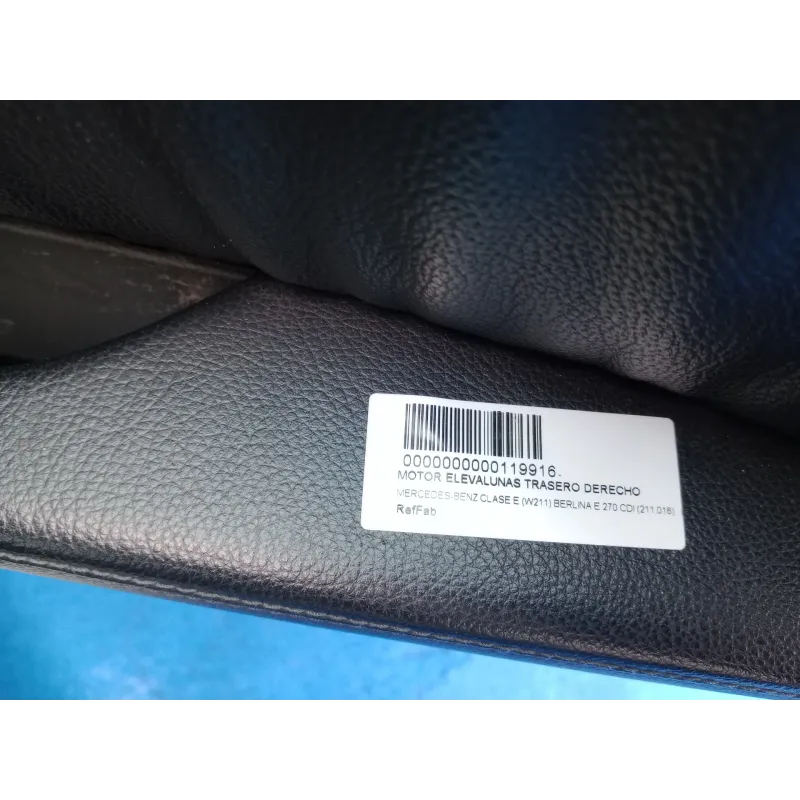 0000000000119916.
MOTOR ELEVALUNAS TRASERO DERECHO
MERCEDES-BENZ CLASE E (W211) BERLINA E 270 CDI (211.016)
RefFab